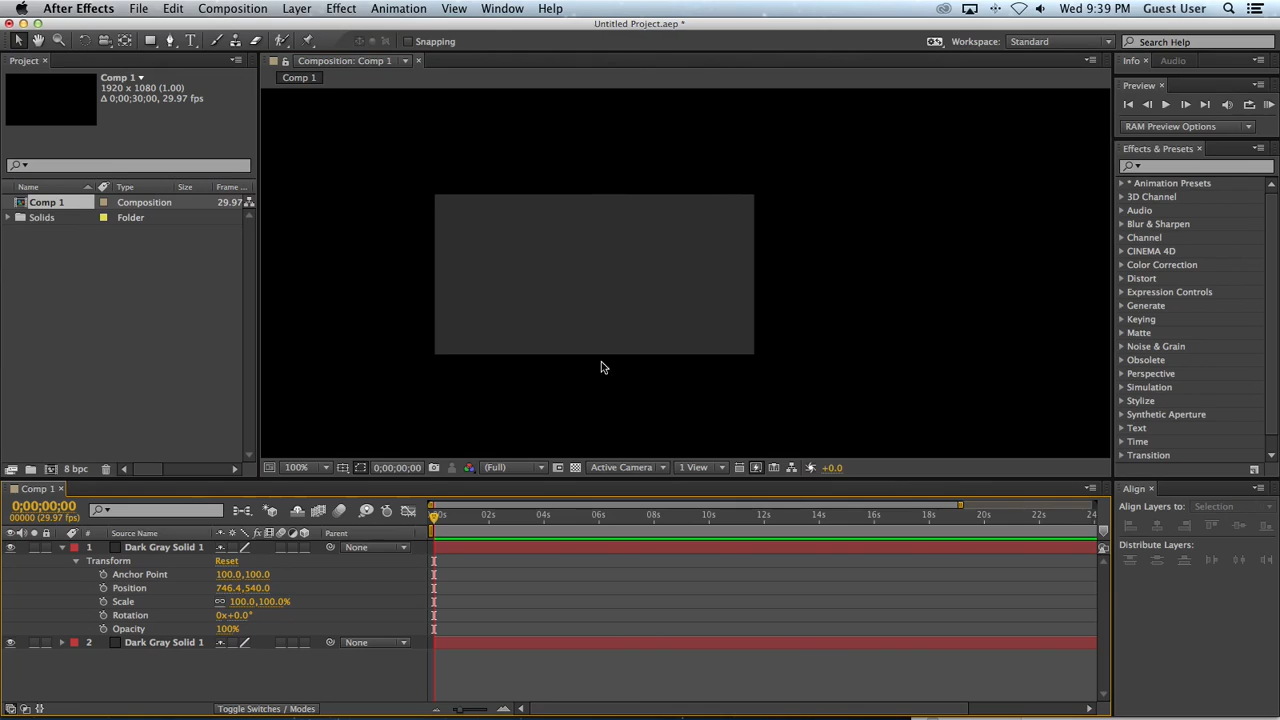 After Effects File Edit Composition Layer Effect Animation View Window Help Wed 9:39 PM Guest User
Untitled Project.aep *
Snapping Workspace: Standard Search Help
Project
Comp 1
1920 x 1080 (1.00)
Δ 0;00;30;00, 29.97 fps
Name Type Size Frame ...
Comp 1 Composition 29.97
Solids Folder
8 bpc
Composition: Comp 1
Comp 1
100% 0;00;00;00 (Full) Active Camera 1 View +0.0
Info Audio
Preview
RAM Preview Options
Effects & Presets
* Animation Presets
3D Channel
Audio
Blur & Sharpen
Channel
CINEMA 4D
Color Correction
Distort
Expression Controls
Generate
Keying
Matte
Noise & Grain
Obsolete
Perspective
Simulation
Stylize
Synthetic Aperture
Text
Time
Transition
Comp 1
0;00;00;00
00000 (29.97 fps)
00s 02s 04s 06s 08s 10s 12s 14s 16s 18s 20s 22s 24
# Source Name fx Parent
1 Dark Gray Solid 1 None
Transform Reset
Anchor Point 100.0,100.0
Position 746.4,540.0
Scale 100.0,100.0%
Rotation 0x+0.0°
Opacity 100%
2 Dark Gray Solid 1 None
Toggle Switches / Modes
Align
Align Layers to: Selection
Distribute Layers: